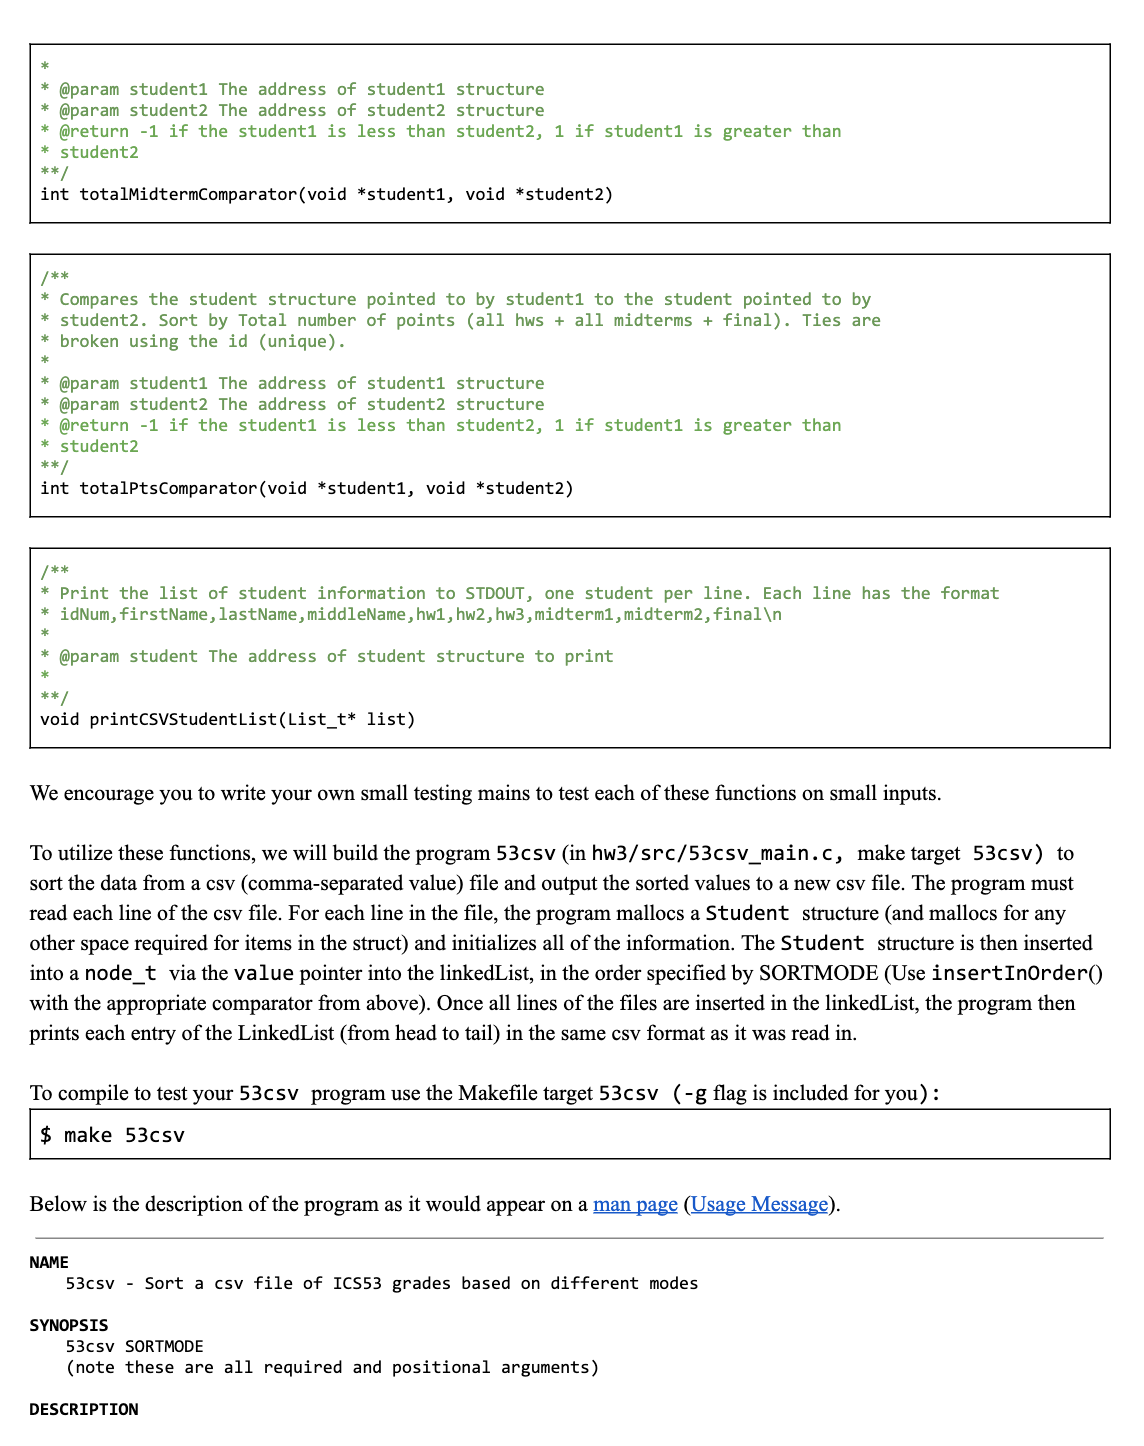 *
* @param student1 The address of student1 structure
* @param student2 The address of student2 structure
* @return -1 if the student1 is less than student2, 1 if student1 is greater than
* student2
**/
int totalMidtermComparator(void *student1, void *student2)
/**
* Compares the student structure pointed to by student1 to the student pointed to by
* student2. Sort by Total number of points (all hws + all midterms + final). Ties are
* broken using the id (unique).
*
* @param student1 The address of student1 structure
* @param student2 The address of student2 structure
* @return -1 if the student1 is less than student2, 1 if student1 is greater than
* student2
**/
int totalPtsComparator(void *student1, void *student2)
/**
* Print the list of student information to STDOUT, one student per line. Each line has the format
* idNum,firstName,lastName,middleName,hw1,hw2,hw3,midterm1,midterm2,final\n
*
* @param student The address of student structure to print
*
**/
void printCSVStudentList(List_t* list)
We encourage you to write your own small testing mains to test each of these functions on small inputs.
To utilize these functions, we will build the program 53csv (in hw3/src/53csv_main.c, make target 53csv) to
sort the data from a csv (comma-separated value) file and output the sorted values to a new csv file. The program must
read each line of the csv file. For each line in the file, the program mallocs a Student structure (and mallocs for any
other space required for items in the struct) and initializes all of the information. The Student structure is then inserted
into a node_t via the value pointer into the linkedList, in the order specified by SORTMODE (Use insertInOrder()
with the appropriate comparator from above). Once all lines of the files are inserted in the linkedList, the program then
prints each entry of the LinkedList (from head to tail) in the same csv format as it was read in.
To compile to test your 53csv program use the Makefile target 53csv (-g flag is included for you):
$ make 53csv
Below is the description of the program as it would appear on a man page (Usage Message).
NAME
53csv - Sort a csv file of ICS53 grades based on different modes
SYNOPSIS
53csv SORTMODE
(note these are all required and positional arguments)
DESCRIPTION